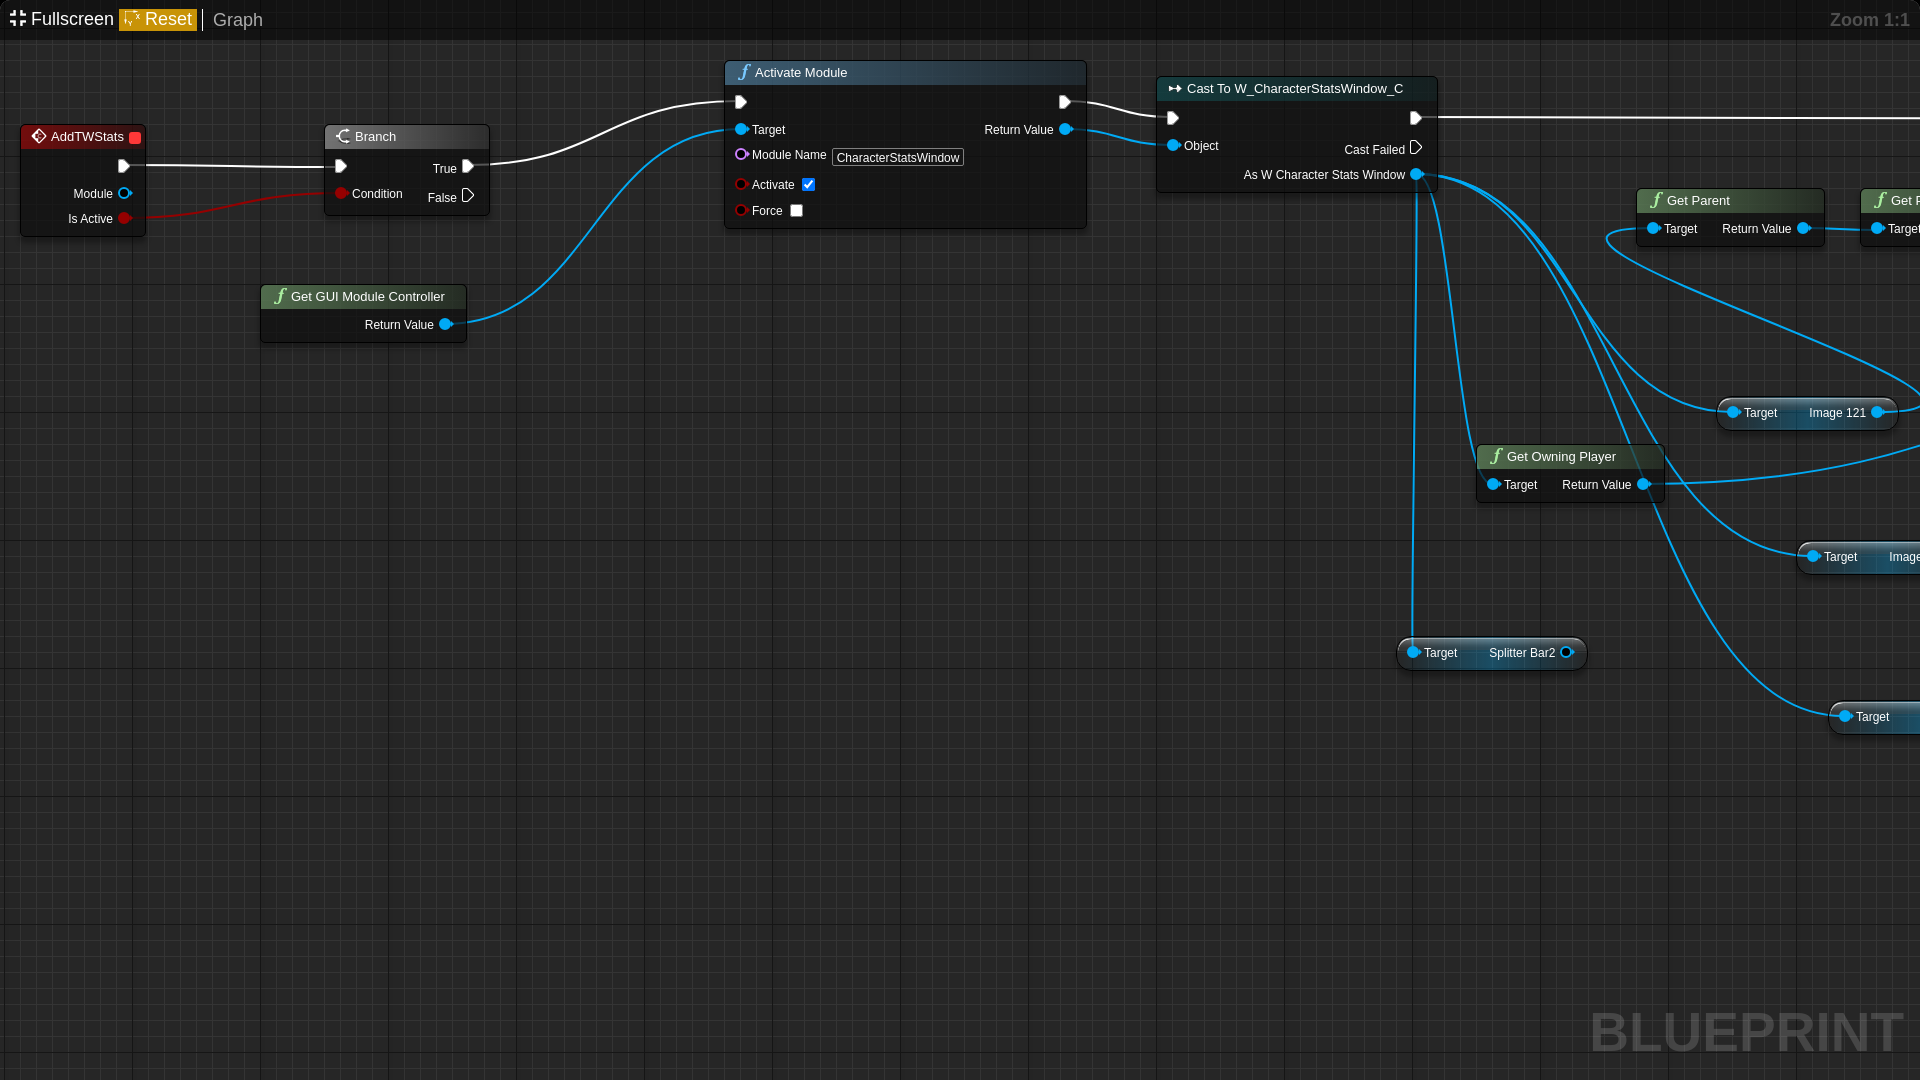 Fullscreen Reset Graph
Zoom 1:1
AddTWStats
Module
Is Active
Branch
True
Condition
False
Get GUI Module Controller
Return Value
Activate Module
Target
Return Value
Module Name CharacterStatsWindow
Activate
Force
Cast To W_CharacterStatsWindow_C
Object
Cast Failed
As W Character Stats Window
Get Parent
Target Return Value
Get P
Target
Target Image 121
Get Owning Player
Target Return Value
Target Image
Target Splitter Bar2
Target
BLUEPRINT